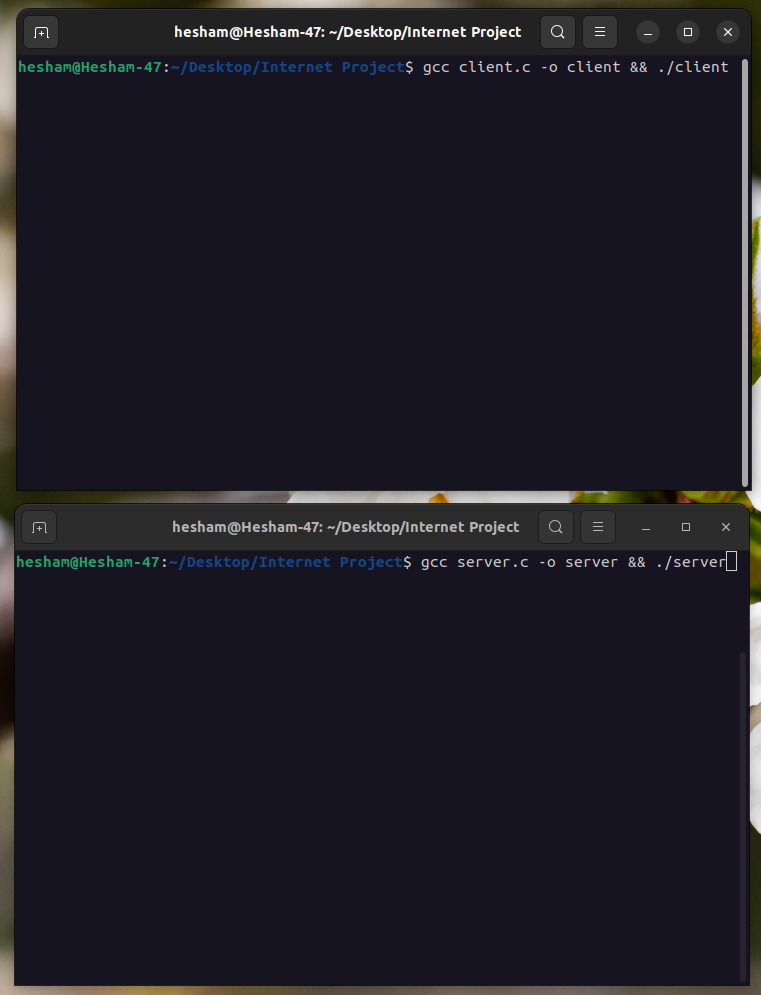 hesham@Hesham-47: ~/Desktop/Internet Project
hesham@Hesham-47:~/Desktop/Internet Project$ gcc client.c -o client && ./client
hesham@Hesham-47: ~/Desktop/Internet Project
hesham@Hesham-47:~/Desktop/Internet Project$ gcc server.c -o server && ./server